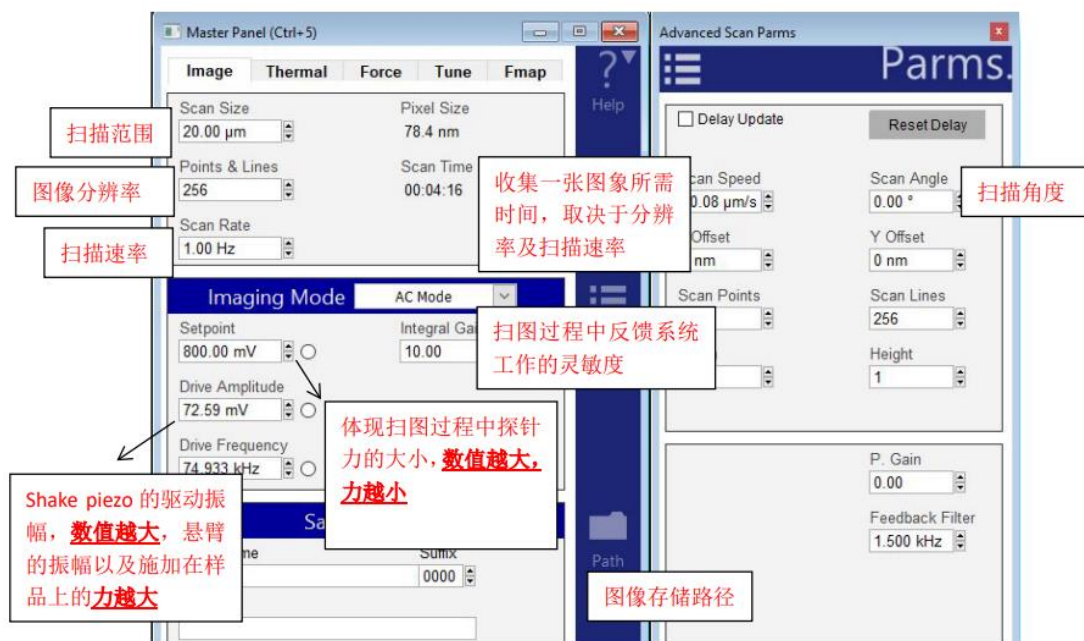 Master Panel (Ctrl+5)
Image Thermal Force Tune Fmap
Help
Scan Size
20.00 µm
Pixel Size
78.4 nm
扫描范围
Points & Lines
256
Scan Time
00:04:16
图像分辨率
Scan Rate
1.00 Hz
扫描速率
收集一张图象所需
时间，取决于分辨
率及扫描速率
Imaging Mode AC Mode
Setpoint
800.00 mV
Integral
10.00
扫图过程中反馈系统
工作的灵敏度
Drive Amplitude
72.59 mV
Drive Frequency
74.933 kHz
体现扫图过程中探针
力的大小，数值越大，
力越小
Shake piezo 的驱动振
幅，数值越大，悬臂
的振幅以及施加在样
品上的力越大
Suffix
0000
Path
图像存储路径
Advanced Scan Parms
Parms.
Delay Update
Reset Delay
Speed
µm/s
Scan Angle
0.00 °
扫描角度
Offset
nm
Y Offset
0 nm
Scan Points
Scan Lines
256
Height
1
P. Gain
0.00
Feedback Filter
1.500 kHz